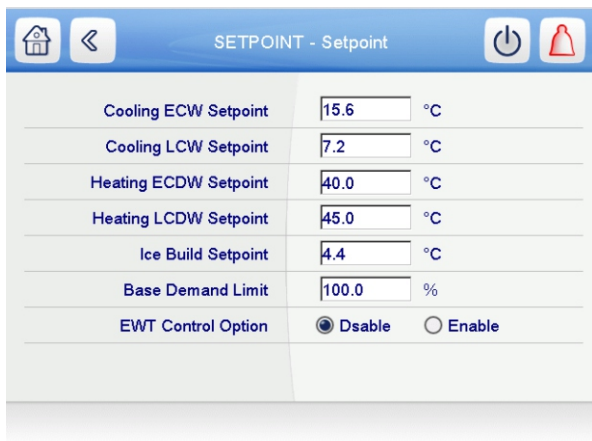 SETPOINT - Setpoint
Cooling ECW Setpoint 15.6 °C
Cooling LCW Setpoint 7.2 °C
Heating ECDW Setpoint 40.0 °C
Heating LCDW Setpoint 45.0 °C
Ice Build Setpoint 4.4 °C
Base Demand Limit 100.0 %
EWT Control Option Dsable Enable